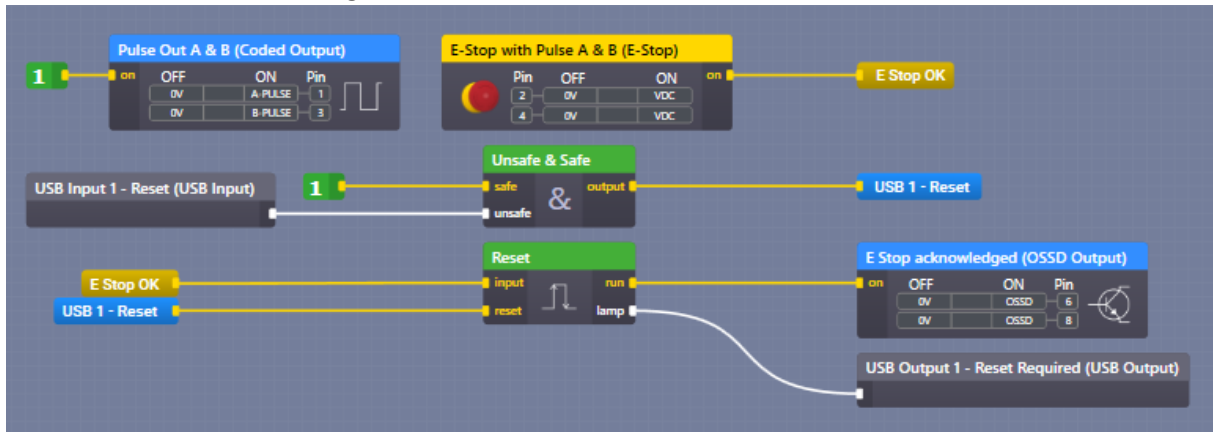 Pulse Out A & B (Coded Output)
1
on OFF ON Pin
0V A-PULSE 1
0V B-PULSE 3
E-Stop with Pulse A & B (E-Stop)
Pin OFF ON on
2 0V VDC
4 0V VDC
E Stop OK
USB Input 1 - Reset (USB Input)
1
Unsafe & Safe
safe output
&
unsafe
USB 1 - Reset
E Stop OK
USB 1 - Reset
Reset
input run
reset lamp
E Stop acknowledged (OSSD Output)
on OFF ON Pin
0V OSSD 6
0V OSSD 8
USB Output 1 - Reset Required (USB Output)